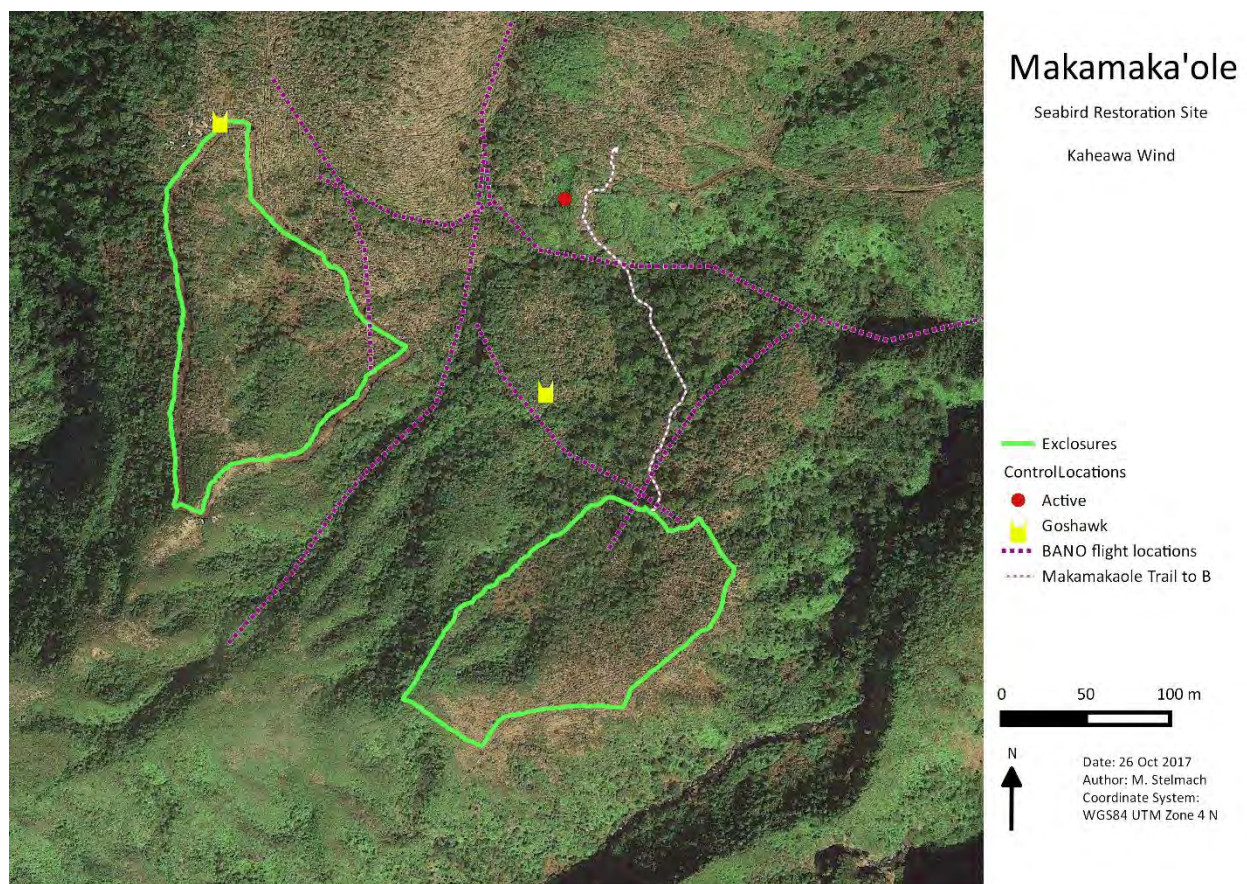 Makamaka'ole
Seabird Restoration Site
Kaheawa Wind
Exclosures
ControlLocations
Active
Goshawk
BANO flight locations
Makamakaole Trail to B
0 50 100 m
N
Date: 26 Oct 2017
Author: M. Stelmach
Coordinate System:
WGS84 UTM Zone 4 N